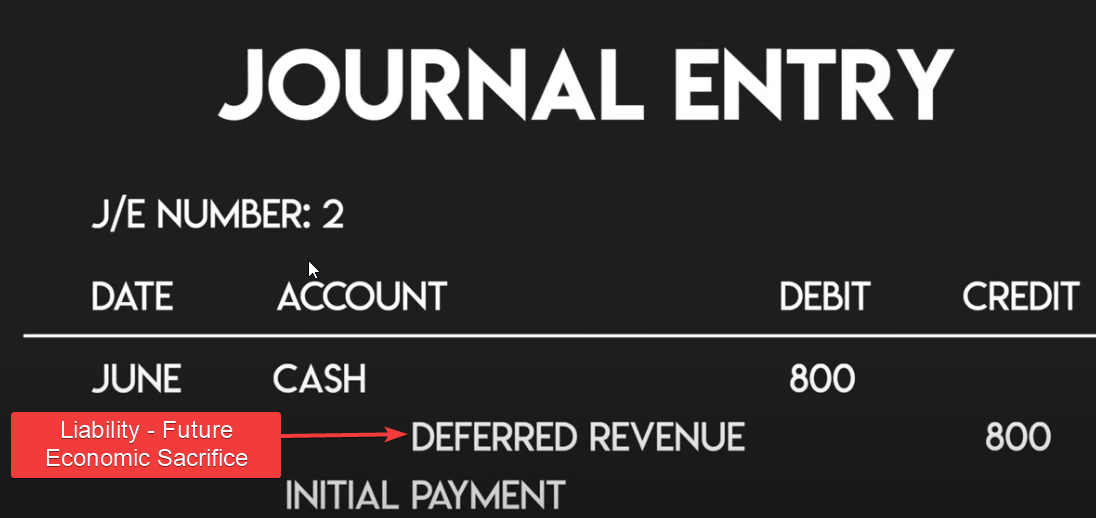 JOURNAL ENTRY
J/E NUMBER: 2
DATE ACCOUNT DEBIT CREDIT
JUNE CASH 800
Liability - Future
Economic Sacrifice
DEFERRED REVENUE 800
INITIAL PAYMENT